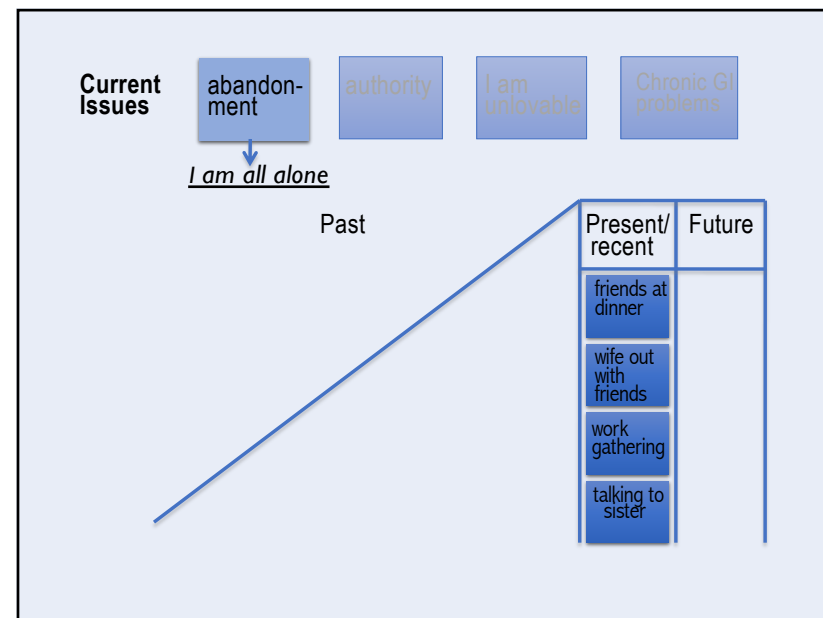 Current
Issues
abandon-
ment
authority
I am
unlovable
Chronic GI
problems
I am all alone
Past
Present/
recent
Future
friends at
dinner
wife out
with
friends
work
gathering
talking to
sister